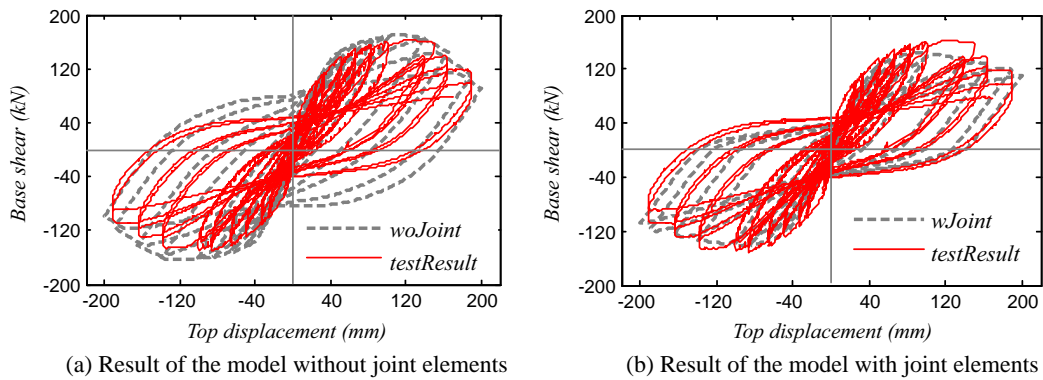 200
120
40
-40
-120
-200
Base shear (kN)
woJoint
testResult
-200 -120 -40 40 120 200
Top displacement (mm)
(a) Result of the model without joint elements
200
120
40
-40
-120
-200
Base shear (kN)
wJoint
testResult
-200 -120 -40 40 120 200
Top displacement (mm)
(b) Result of the model with joint elements